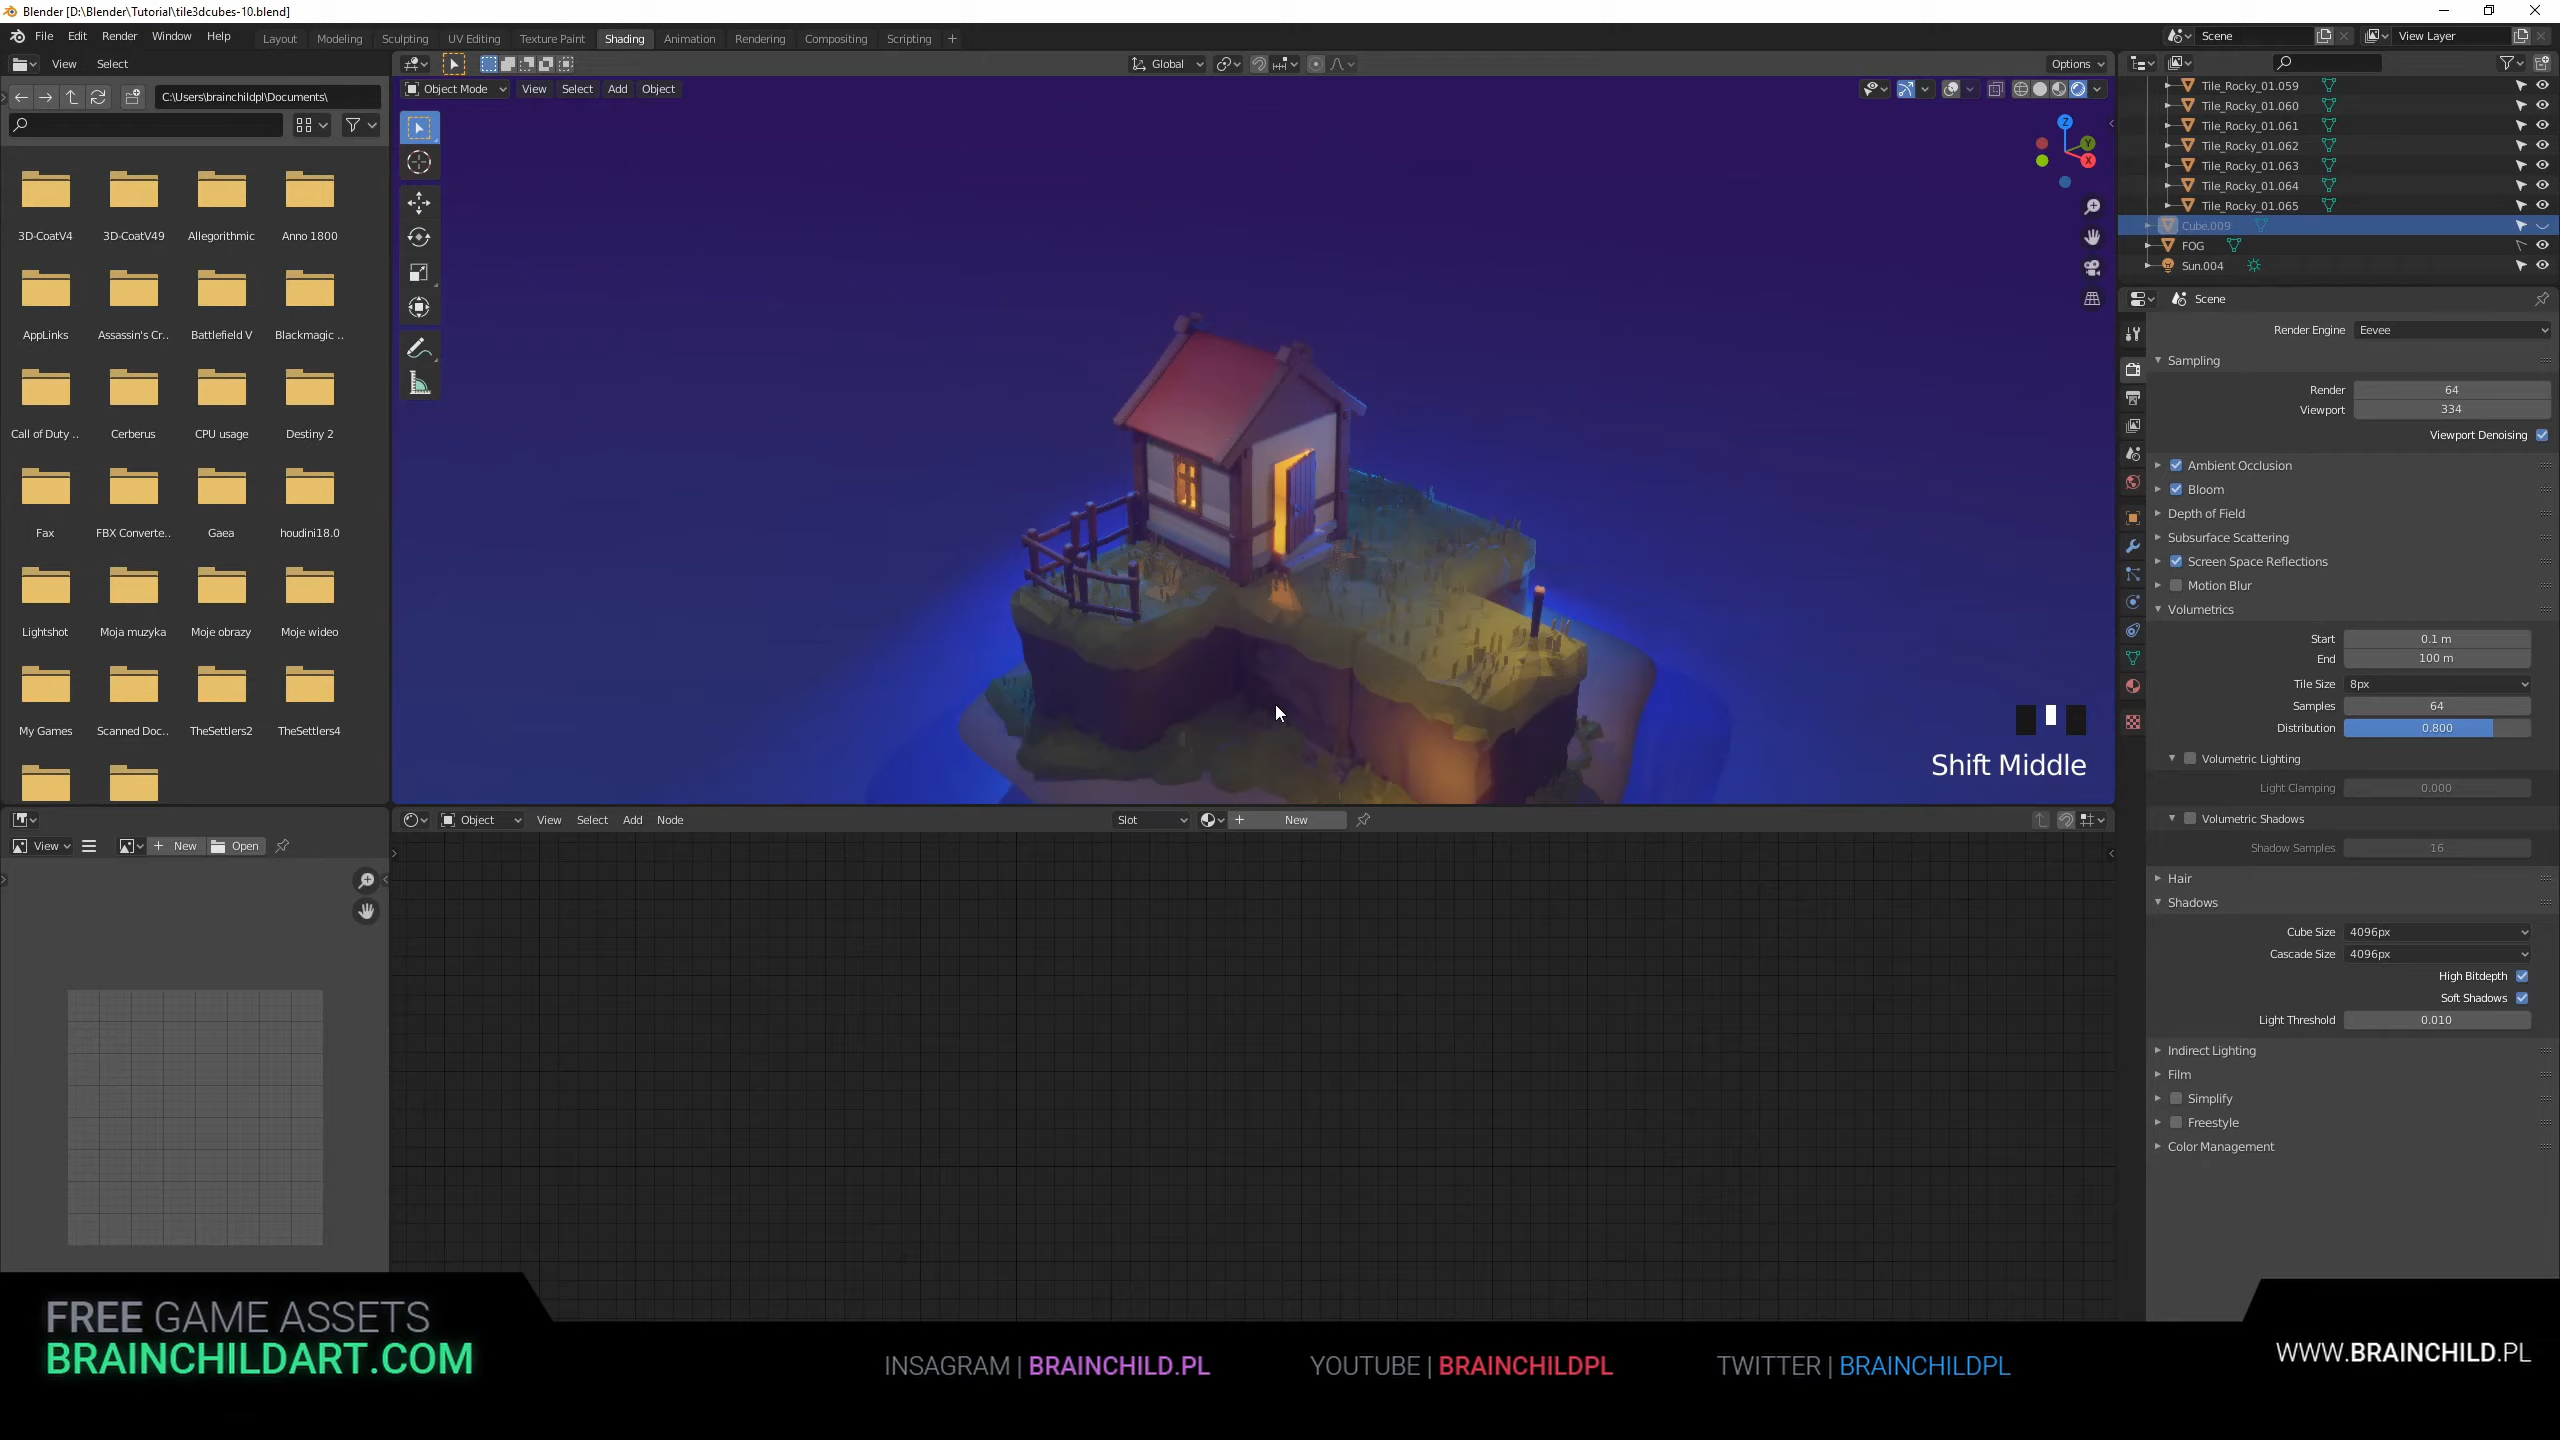 Blender [D:\Blender\Tutorial\tile3dcubes-10.blend]
File Edit Render Window Help
Layout Modeling Sculpting UV Editing Texture Paint Shading Animation Rendering Compositing Scripting +
Scene
View Layer
View Select
Global
Options
C:\Users\brainchildpl\Documents\
Object Mode View Select Add Object
3D-CoatV4 3D-CoatV49 Allegorithmic Anno 1800
AppLinks Assassin's Cr.. Battlefield V Blackmagic ..
Call of Duty .. Cerberus CPU usage Destiny 2
Fax FBX Converte.. Gaea houdini18.0
Lightshot Moja muzyka Moje obrazy Moje wideo
My Games Scanned Doc.. TheSettlers2 TheSettlers4
Z
Y
X
Shift Middle
Tile_Rocky_01.059
Tile_Rocky_01.060
Tile_Rocky_01.061
Tile_Rocky_01.062
Tile_Rocky_01.063
Tile_Rocky_01.064
Tile_Rocky_01.065
Cube.009
FOG
Sun.004
Scene
Render Engine Eevee
Sampling
Render 64
Viewport 334
Viewport Denoising
Ambient Occlusion
Bloom
Depth of Field
Subsurface Scattering
Screen Space Reflections
Motion Blur
Volumetrics
Start 0.1 m
End 100 m
Tile Size 8px
Samples 64
Distribution 0.800
Volumetric Lighting
Light Clamping 0.000
Volumetric Shadows
Shadow Samples 16
Hair
Shadows
Cube Size 4096px
Cascade Size 4096px
High Bitdepth
Soft Shadows
Light Threshold 0.010
Indirect Lighting
Film
Simplify
Freestyle
Color Management
Object View Select Add Node
Slot
New
View
New
Open
FREE GAME ASSETS
BRAINCHILDART.COM
INSAGRAM | BRAINCHILD.PL
YOUTUBE | BRAINCHILDPL
TWITTER | BRAINCHILDPL
WWW.BRAINCHILD.PL